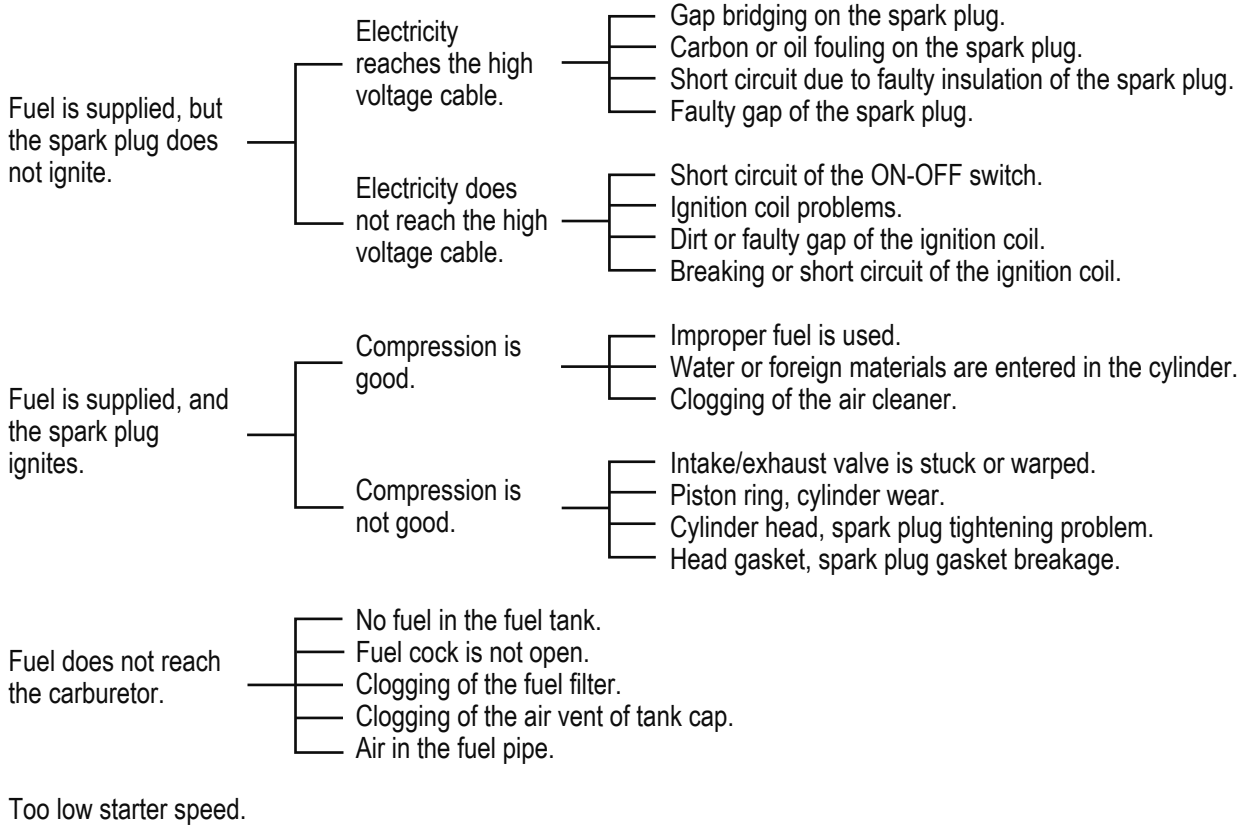 Fuel is supplied, but
the spark plug does
not ignite.
Electricity
reaches the high
voltage cable.
Gap bridging on the spark plug.
Carbon or oil fouling on the spark plug.
Short circuit due to faulty insulation of the spark plug.
Faulty gap of the spark plug.
Electricity does
not reach the high
voltage cable.
Short circuit of the ON-OFF switch.
Ignition coil problems.
Dirt or faulty gap of the ignition coil.
Breaking or short circuit of the ignition coil.
Fuel is supplied, and
the spark plug
ignites.
Compression is
good.
Improper fuel is used.
Water or foreign materials are entered in the cylinder.
Clogging of the air cleaner.
Compression is
not good.
Intake/exhaust valve is stuck or warped.
Piston ring, cylinder wear.
Cylinder head, spark plug tightening problem.
Head gasket, spark plug gasket breakage.
Fuel does not reach
the carburetor.
No fuel in the fuel tank.
Fuel cock is not open.
Clogging of the fuel filter.
Clogging of the air vent of tank cap.
Air in the fuel pipe.
Too low starter speed.